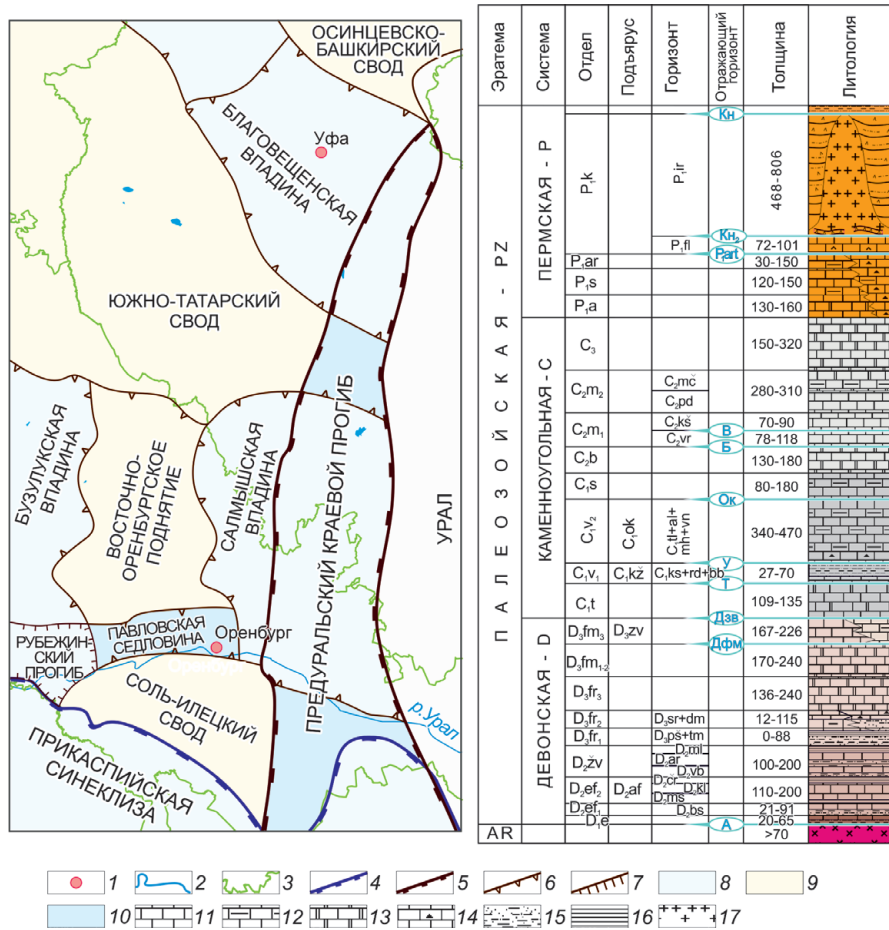 ОСИНЦЕВСКО-
БАШКИРСКИЙ
СВОД
БЛАГОВЕЩЕНСКАЯ
ВПАДИНА
Уфа
ЮЖНО-ТАТАРСКИЙ
СВОД
БУЗУЛУКСКАЯ
ВПАДИНА
ВОСТОЧНО-
ОРЕНБУРГСКОЕ
ПОДНЯТИЕ
САЛМЫШСКАЯ
ВПАДИНА
ПРЕДУРАЛЬСКИЙ КРАЕВОЙ ПРОГИБ
УРАЛ
РУБЕЖИН-
СКИЙ
ПРОГИБ
ПАВЛОВСКАЯ
СЕДЛОВИНА
Оренбург
СОЛЬ-ИЛЕЦКИЙ
СВОД
р.Урал
ПРИКАСПИЙСКАЯ
СИНЕКЛИЗА
Эратема
Система
Отдел
Подъярус
Горизонт
Отражающий
горизонт
Толщина
Литология
ПАЛЕОЗОЙСКАЯ - PZ
ПЕРМСКАЯ - P
КАМЕННОУГОЛЬНАЯ - C
ДЕВОНСКАЯ - D
Кн
P₁k P₁ir 468-806
Кн₂
P₁fl 72-101
Part
P₁ar 30-150
P₁s 120-150
P₁a 130-160
C₃ 150-320
C₂m₂ C₂mč 280-310
C₂pd
C₂m₁ C₂kš 70-90
В
C₂vr 78-118
Б
C₂b 130-180
C₁s 80-180
Ок
C₁v₂ C₁ok C₁tl+al+
mh+vn 340-470
У
C₁v₁ C₁kž C₁ks+rd+bb 27-70
Т
C₁t 109-135
Дзв
D₃fm₃ D₃zv 167-226
Дфм
D₃fm₁₋₂ 170-240
D₃fr₃ 136-240
D₃fr₂ D₃sr+dm 12-115
D₃fr₁ D₃ps+tm 0-88
D₂ml
D₂žv D₂ar 100-200
D₂vb
D₂cr
D₂ef₂ D₂af D₂kl 110-200
D₂ms
D₂ef₁ D₂bs 21-91
D₁e 20-65
А
AR >70
1 2 3 4 5 6 7 8 9
10 11 12 13 14 15 16 17